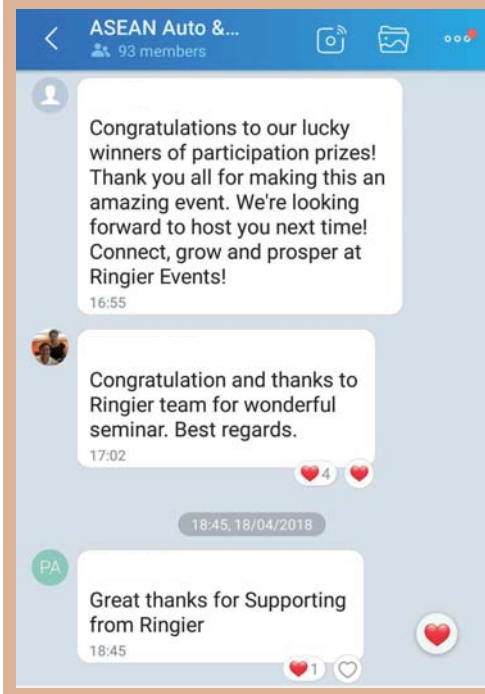 ASEAN Auto &...
93 members
Congratulations to our lucky
winners of participation prizes!
Thank you all for making this an
amazing event. We're looking
forward to host you next time!
Connect, grow and prosper at
Ringier Events!
16:55
Congratulation and thanks to
Ringier team for wonderful
seminar. Best regards.
17:02
4
18:45, 18/04/2018
PA
Great thanks for Supporting
from Ringier
18:45
1